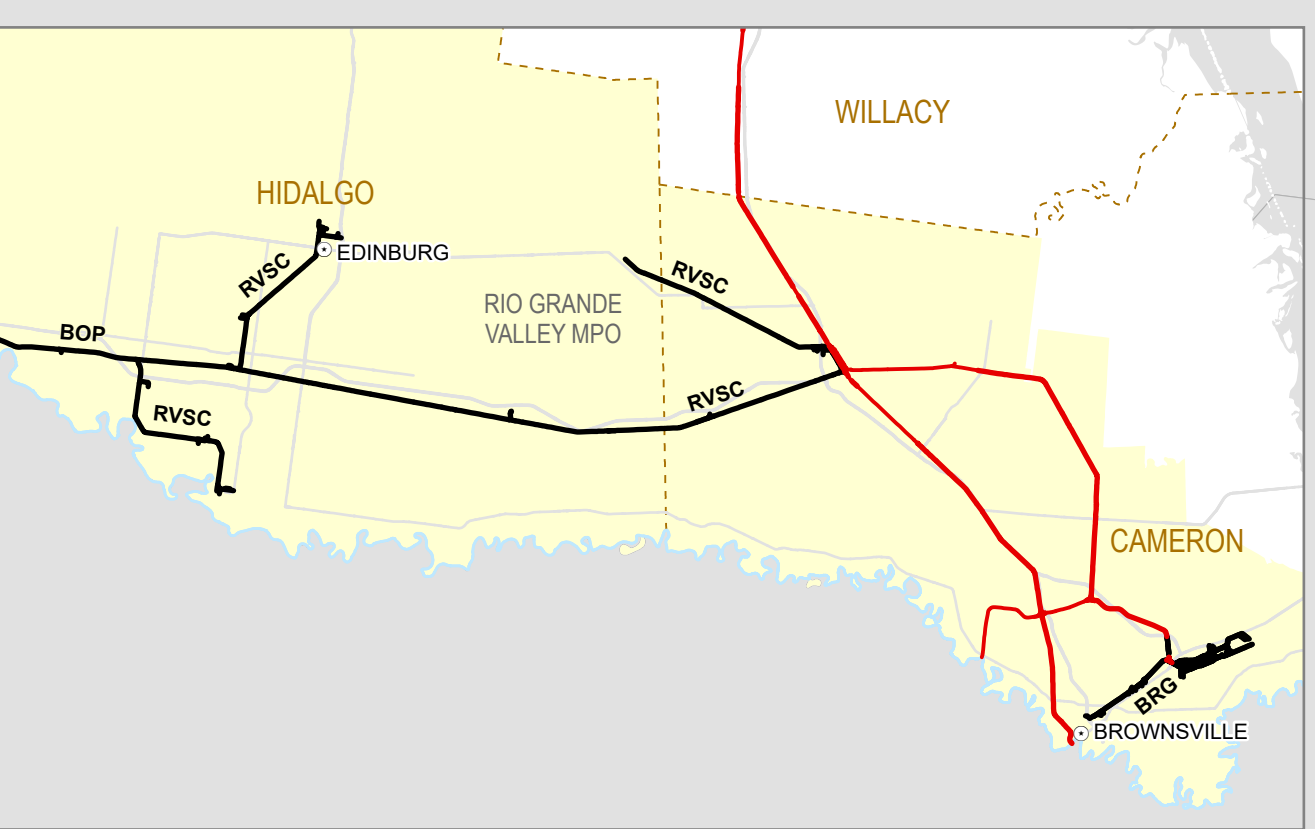 WILLACY
HIDALGO
EDINBURG
RVSC
RVSC
RIO GRANDE
VALLEY MPO
BOP
RVSC
RVSC
CAMERON
BRG
BROWNSVILLE